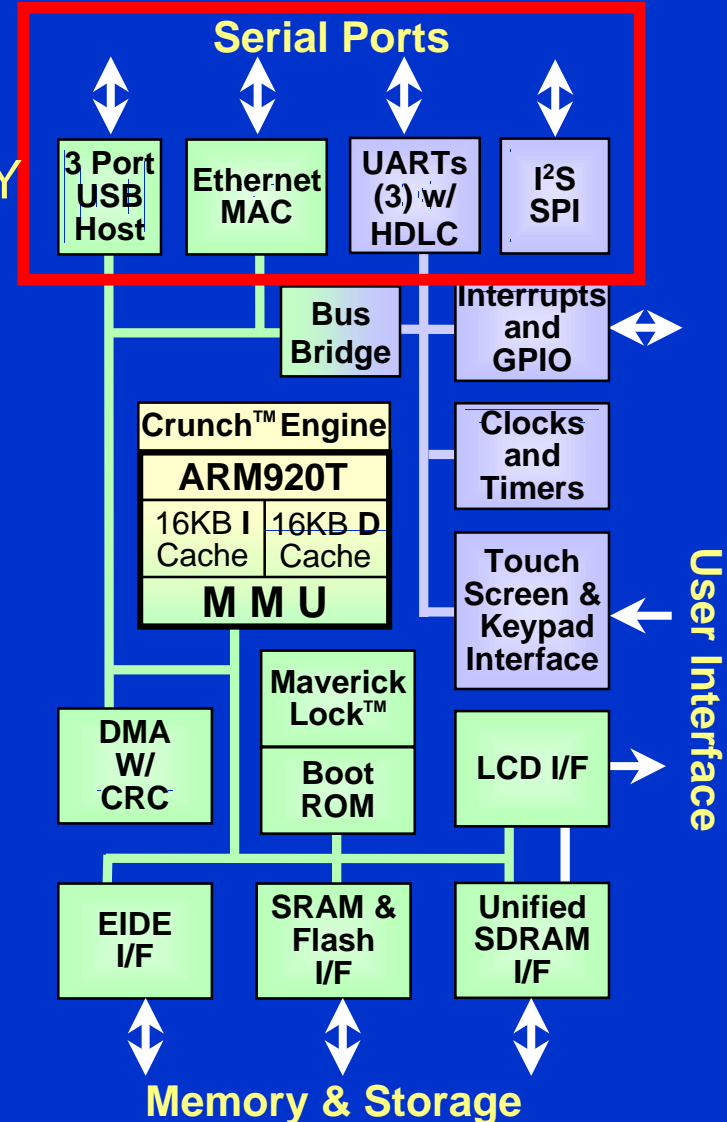 Serial Ports
Y
3 Port
USB
Host
Ethernet
MAC
UARTs
(3) w/
HDLC
I²S
SPI
Bus
Bridge
Interrupts
and
GPIO
Crunch™ Engine
ARM920T
16KB I
Cache
16KB D
Cache
M M U
Clocks
and
Timers
Touch
Screen &
Keypad
Interface
User Interface
Maverick
Lock™
Boot
ROM
DMA
W/
CRC
LCD I/F
EIDE
I/F
SRAM &
Flash
I/F
Unified
SDRAM
I/F
Memory & Storage